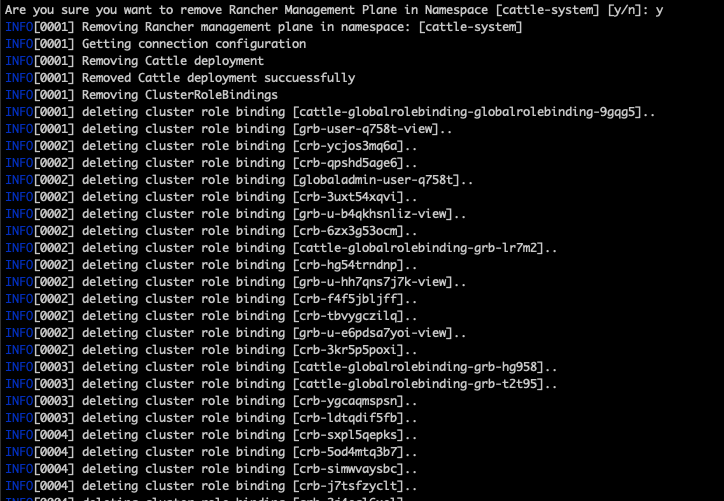 Are you sure you want to remove Rancher Management Plane in Namespace [cattle-system] [y/n]: y
INFO[0001] Removing Rancher management plane in namespace: [cattle-system]
INFO[0001] Getting connection configuration
INFO[0001] Removing Cattle deployment
INFO[0001] Removed Cattle deployment succuessfully
INFO[0001] Removing ClusterRoleBindings
INFO[0001] deleting cluster role binding [cattle-globalrolebinding-globalrolebinding-9gqg5]..
INFO[0001] deleting cluster role binding [grb-user-q758t-view]..
INFO[0002] deleting cluster role binding [crb-ycjos3mq6a]..
INFO[0002] deleting cluster role binding [crb-qpshd5age6]..
INFO[0002] deleting cluster role binding [globaladmin-user-q758t]..
INFO[0002] deleting cluster role binding [crb-3uxt54xqvi]..
INFO[0002] deleting cluster role binding [grb-u-b4qkhsnliz-view]..
INFO[0002] deleting cluster role binding [crb-6zx3g53ocm]..
INFO[0002] deleting cluster role binding [cattle-globalrolebinding-grb-lr7m2]..
INFO[0002] deleting cluster role binding [crb-hg54trndnp]..
INFO[0002] deleting cluster role binding [grb-u-hh7qns7j7k-view]..
INFO[0002] deleting cluster role binding [crb-f4f5jbljff]..
INFO[0002] deleting cluster role binding [crb-tbvygczilq]..
INFO[0002] deleting cluster role binding [grb-u-e6pdsa7yoi-view]..
INFO[0002] deleting cluster role binding [crb-3kr5p5poxi]..
INFO[0003] deleting cluster role binding [cattle-globalrolebinding-grb-hg958]..
INFO[0003] deleting cluster role binding [cattle-globalrolebinding-grb-t2t95]..
INFO[0003] deleting cluster role binding [crb-ygcaqmspsn]..
INFO[0003] deleting cluster role binding [crb-ldtqdif5fb]..
INFO[0004] deleting cluster role binding [crb-sxpl5qepks]..
INFO[0004] deleting cluster role binding [crb-5od4mtq3b7]..
INFO[0004] deleting cluster role binding [crb-simwvaysbc]..
INFO[0004] deleting cluster role binding [crb-j7tsfzyclt]..
INFO[0004] deleting cluster role binding